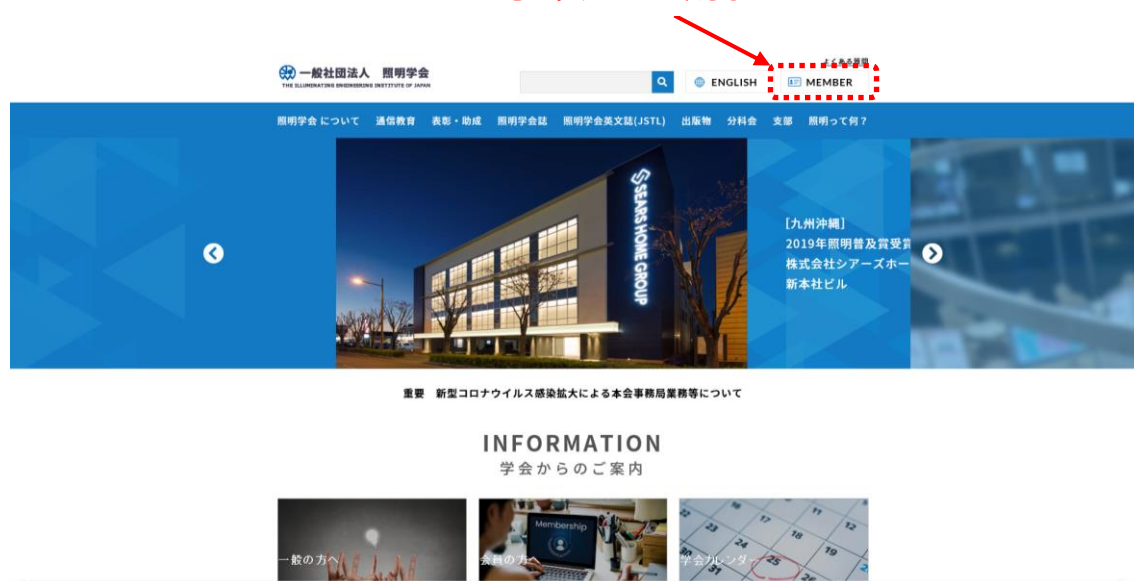 よくある質問
一般社団法人 照明学会
THE ILLUMINATING ENGINEERING INSTITUTE OF JAPAN
ENGLISH
MEMBER
照明学会 について 通信教育 表彰・助成 照明学会誌 照明学会英文誌(JSTL) 出版物 分科会 支部 照明って何？
SEARS HOME GROUP
[九州沖縄]
2019年照明普及賞受賞
株式会社シアーズホー
新本社ビル
重要 新型コロナウイルス感染拡大による本会事務局業務等について
INFORMATION
学会からのご案内
Membership
一般の方へ
会員の方へ
学会カレンダー